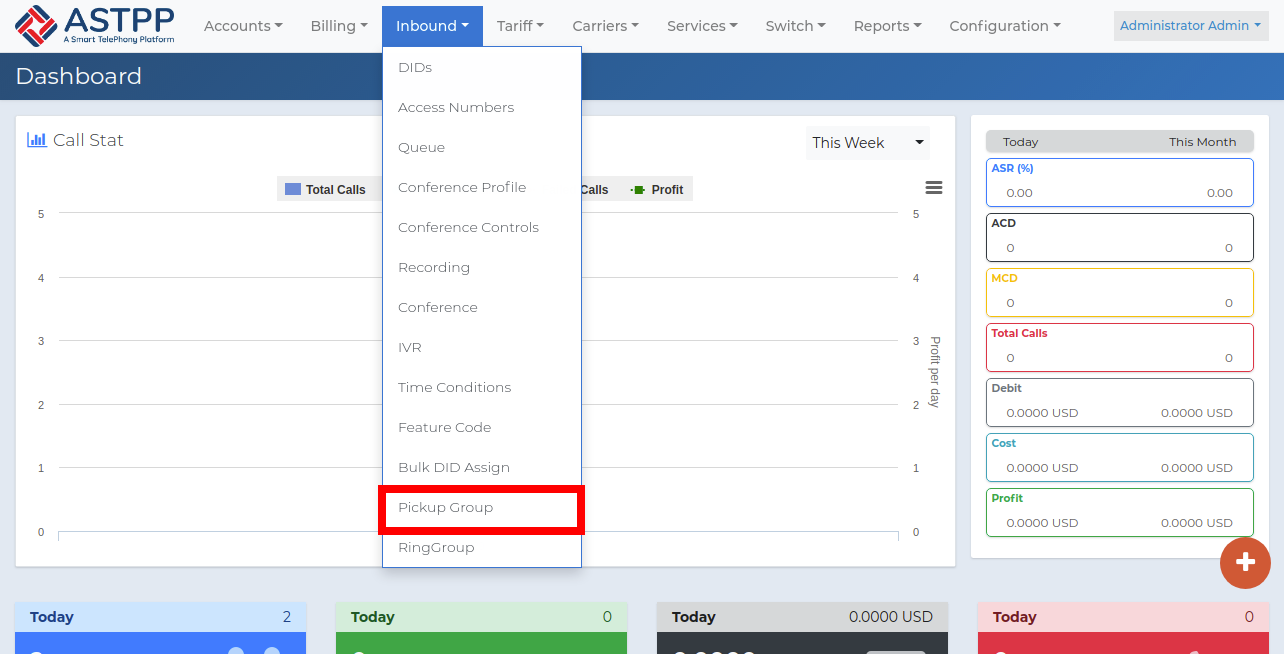 ASTPP
A Smart TelePhony Platform
Accounts Billing Inbound Tariff Carriers Services Switch Reports Configuration Administrator Admin
Dashboard
DIDs
Access Numbers
Queue
Conference Profile
Conference Controls
Recording
Conference
IVR
Time Conditions
Feature Code
Bulk DID Assign
Pickup Group
RingGroup
Call Stat
This Week
Total Calls
Calls
Profit
5
4
3
2
1
0
5
4
3
2
1
0
Profit per day
Today This Month
ASR (%)
0.00 0.00
ACD
0 0
MCD
0 0
Total Calls
0 0
Debit
0.0000 USD 0.0000 USD
Cost
0.0000 USD 0.0000 USD
Profit
0.0000 USD 0.0000 USD
+
Today 2
Today 0
Today 0.0000 USD
Today 0